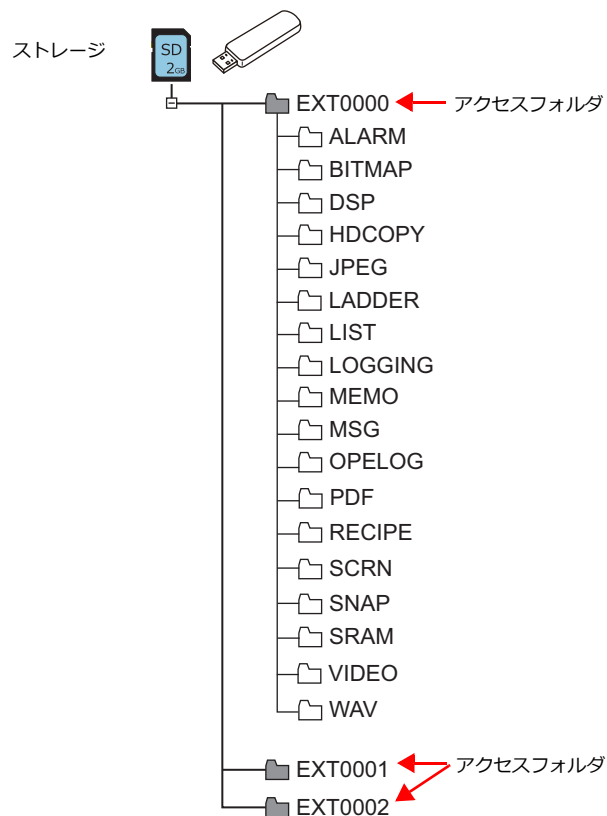 ストレージ
SD
2GB
EXT0000
アクセスフォルダ
ALARM
BITMAP
DSP
HDCOPY
JPEG
LADDER
LIST
LOGGING
MEMO
MSG
OPELOG
PDF
RECIPE
SCRN
SNAP
SRAM
VIDEO
WAV
EXT0001
アクセスフォルダ
EXT0002